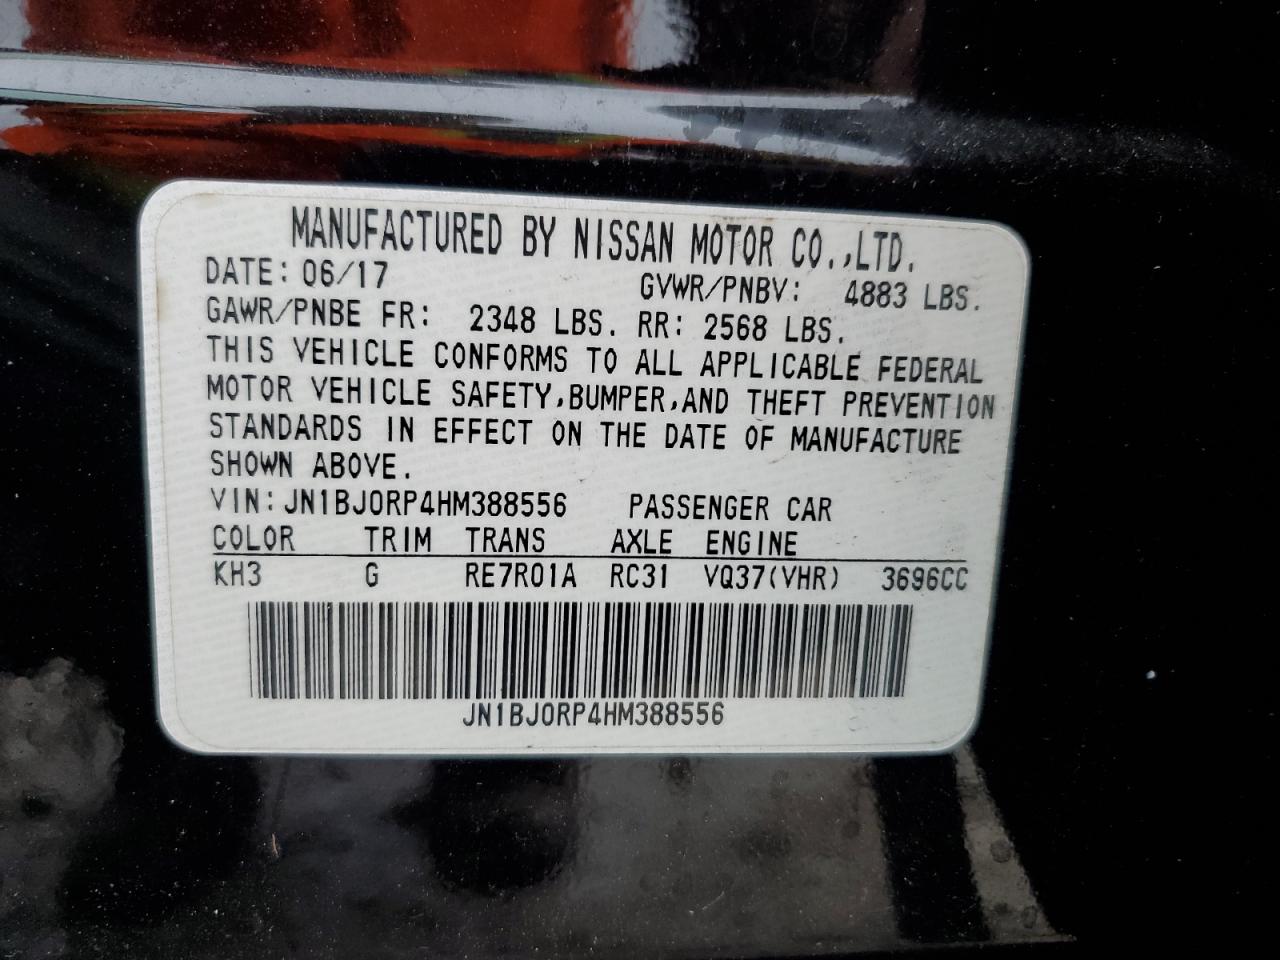 MANUFACTURED BY NISSAN MOTOR CO.,LTD.
DATE: 06/17 GVWR/PNBV: 4883 LBS.
GAWR/PNBE FR: 2348 LBS. RR: 2568 LBS.
THIS VEHICLE CONFORMS TO ALL APPLICABLE FEDERAL
MOTOR VEHICLE SAFETY,BUMPER,AND THEFT PREVENTION
STANDARDS IN EFFECT ON THE DATE OF MANUFACTURE
SHOWN ABOVE.
VIN: JN1BJ0RP4HM388556 PASSENGER CAR
COLOR TRIM TRANS AXLE ENGINE
KH3 G RE7R01A RC31 VQ37(VHR) 3696CC
JN1BJ0RP4HM388556